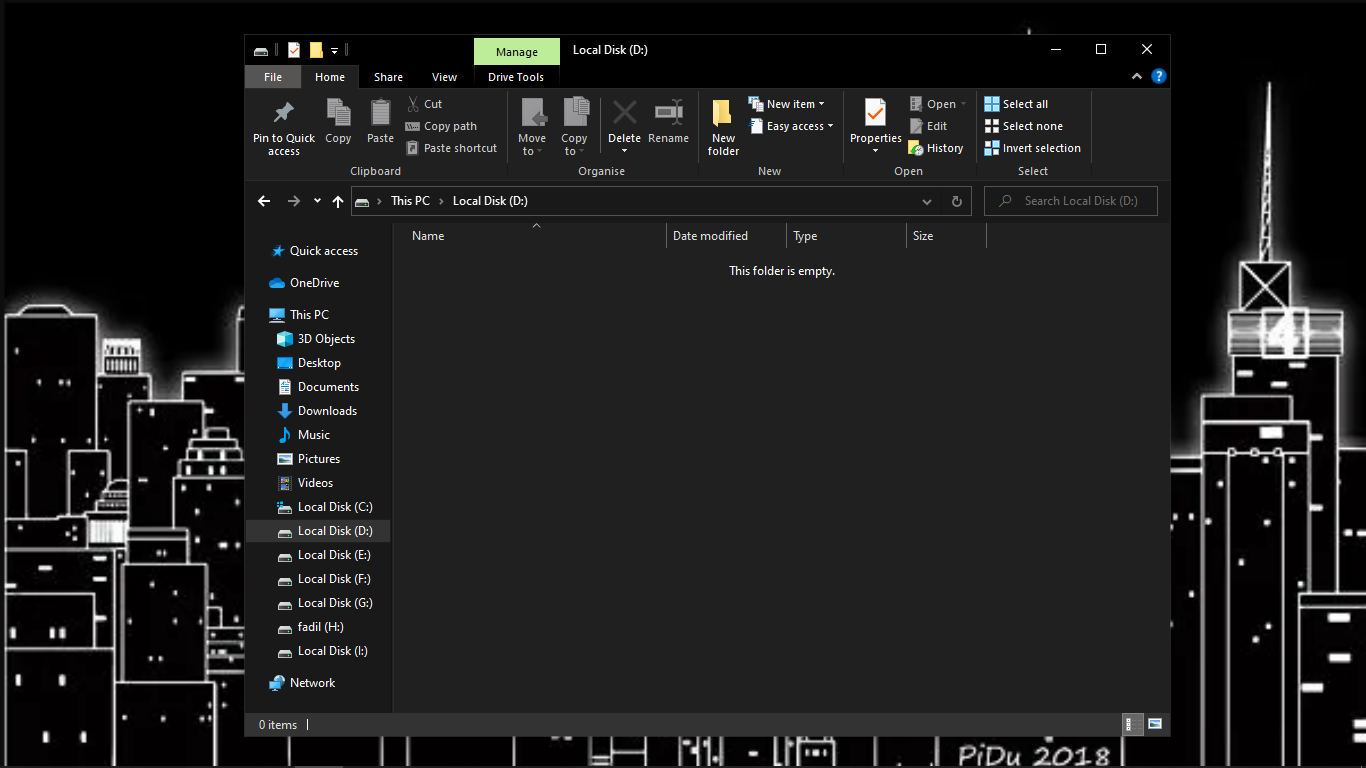 Manage
Local Disk (D:)
File
Home
Share
View
Drive Tools
?
Pin to Quick access
Copy
Paste
Cut
Copy path
Paste shortcut
Clipboard
Move to
Copy to
Delete
Rename
Organise
New folder
New item
Easy access
New
Properties
Open
Edit
History
Open
Select all
Select none
Invert selection
Select
This PC > Local Disk (D:)
Search Local Disk (D:)
Name
Date modified
Type
Size
This folder is empty.
Quick access
OneDrive
This PC
3D Objects
Desktop
Documents
Downloads
Music
Pictures
Videos
Local Disk (C:)
Local Disk (D:)
Local Disk (E:)
Local Disk (F:)
Local Disk (G:)
fadil (H:)
Local Disk (I:)
Network
0 items
4
PiDu 2018